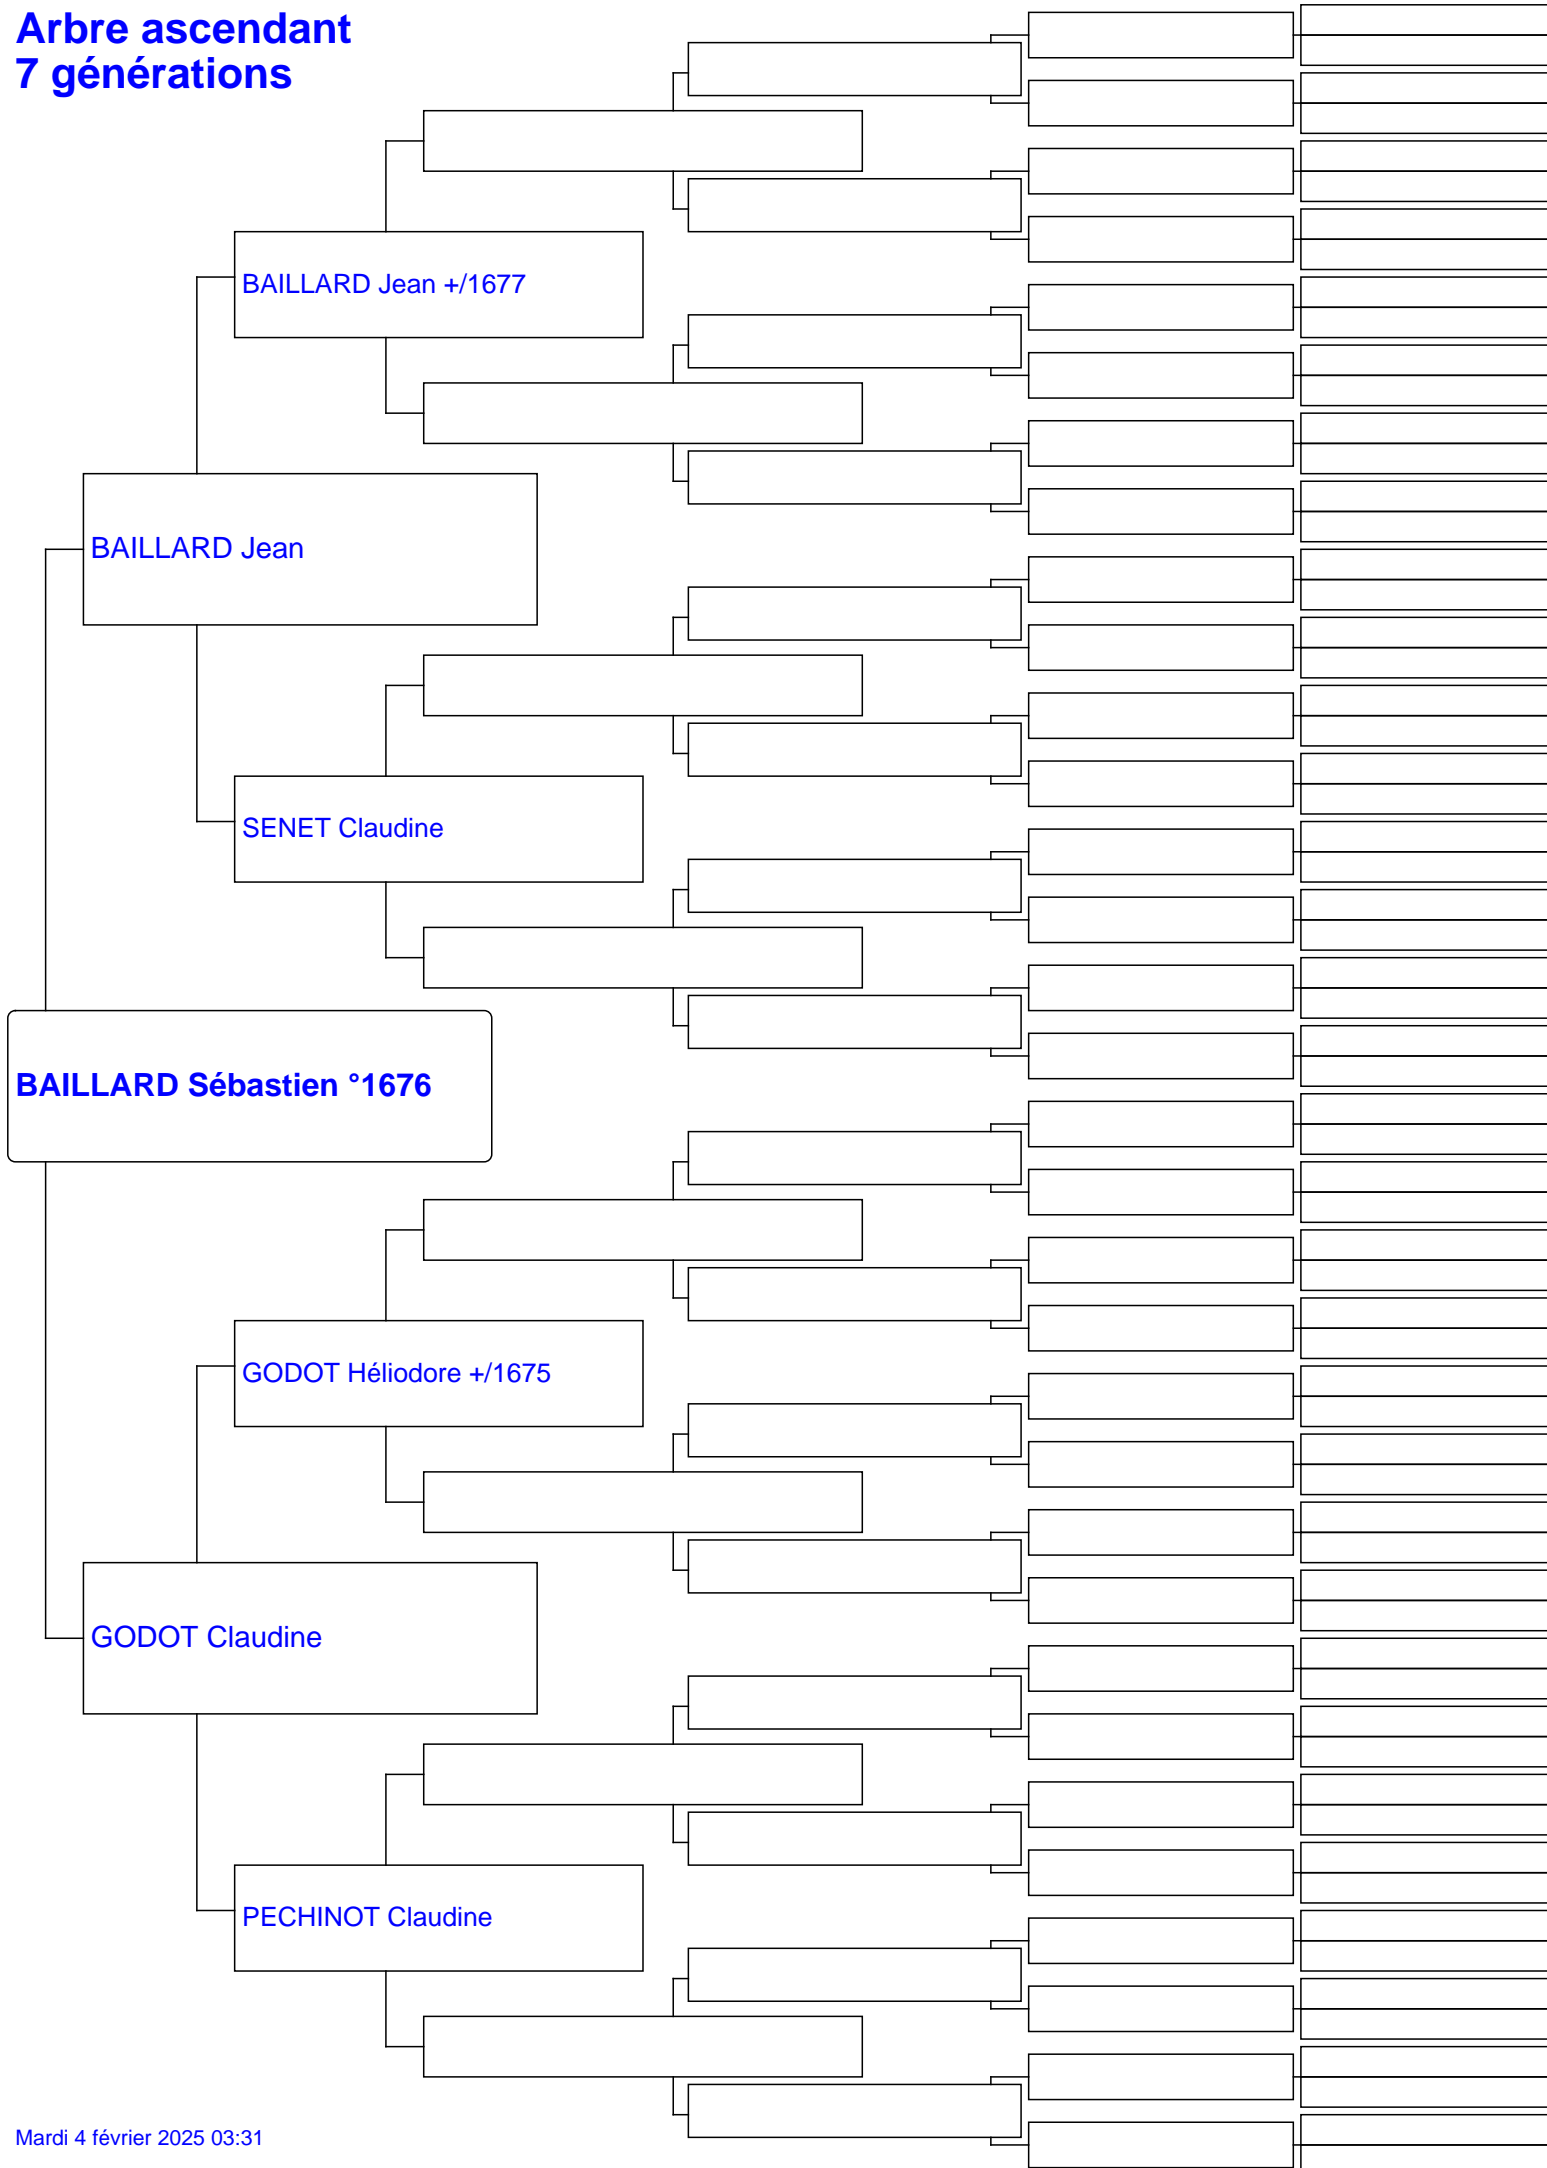 Arbre ascendant
7 générations
BAILLARD Jean +/1677
BAILLARD Jean
SENET Claudine
BAILLARD Sébastien °1676
GODOT Héliodore +/1675
GODOT Claudine
PECHINOT Claudine
Mardi 4 février 2025 03:31